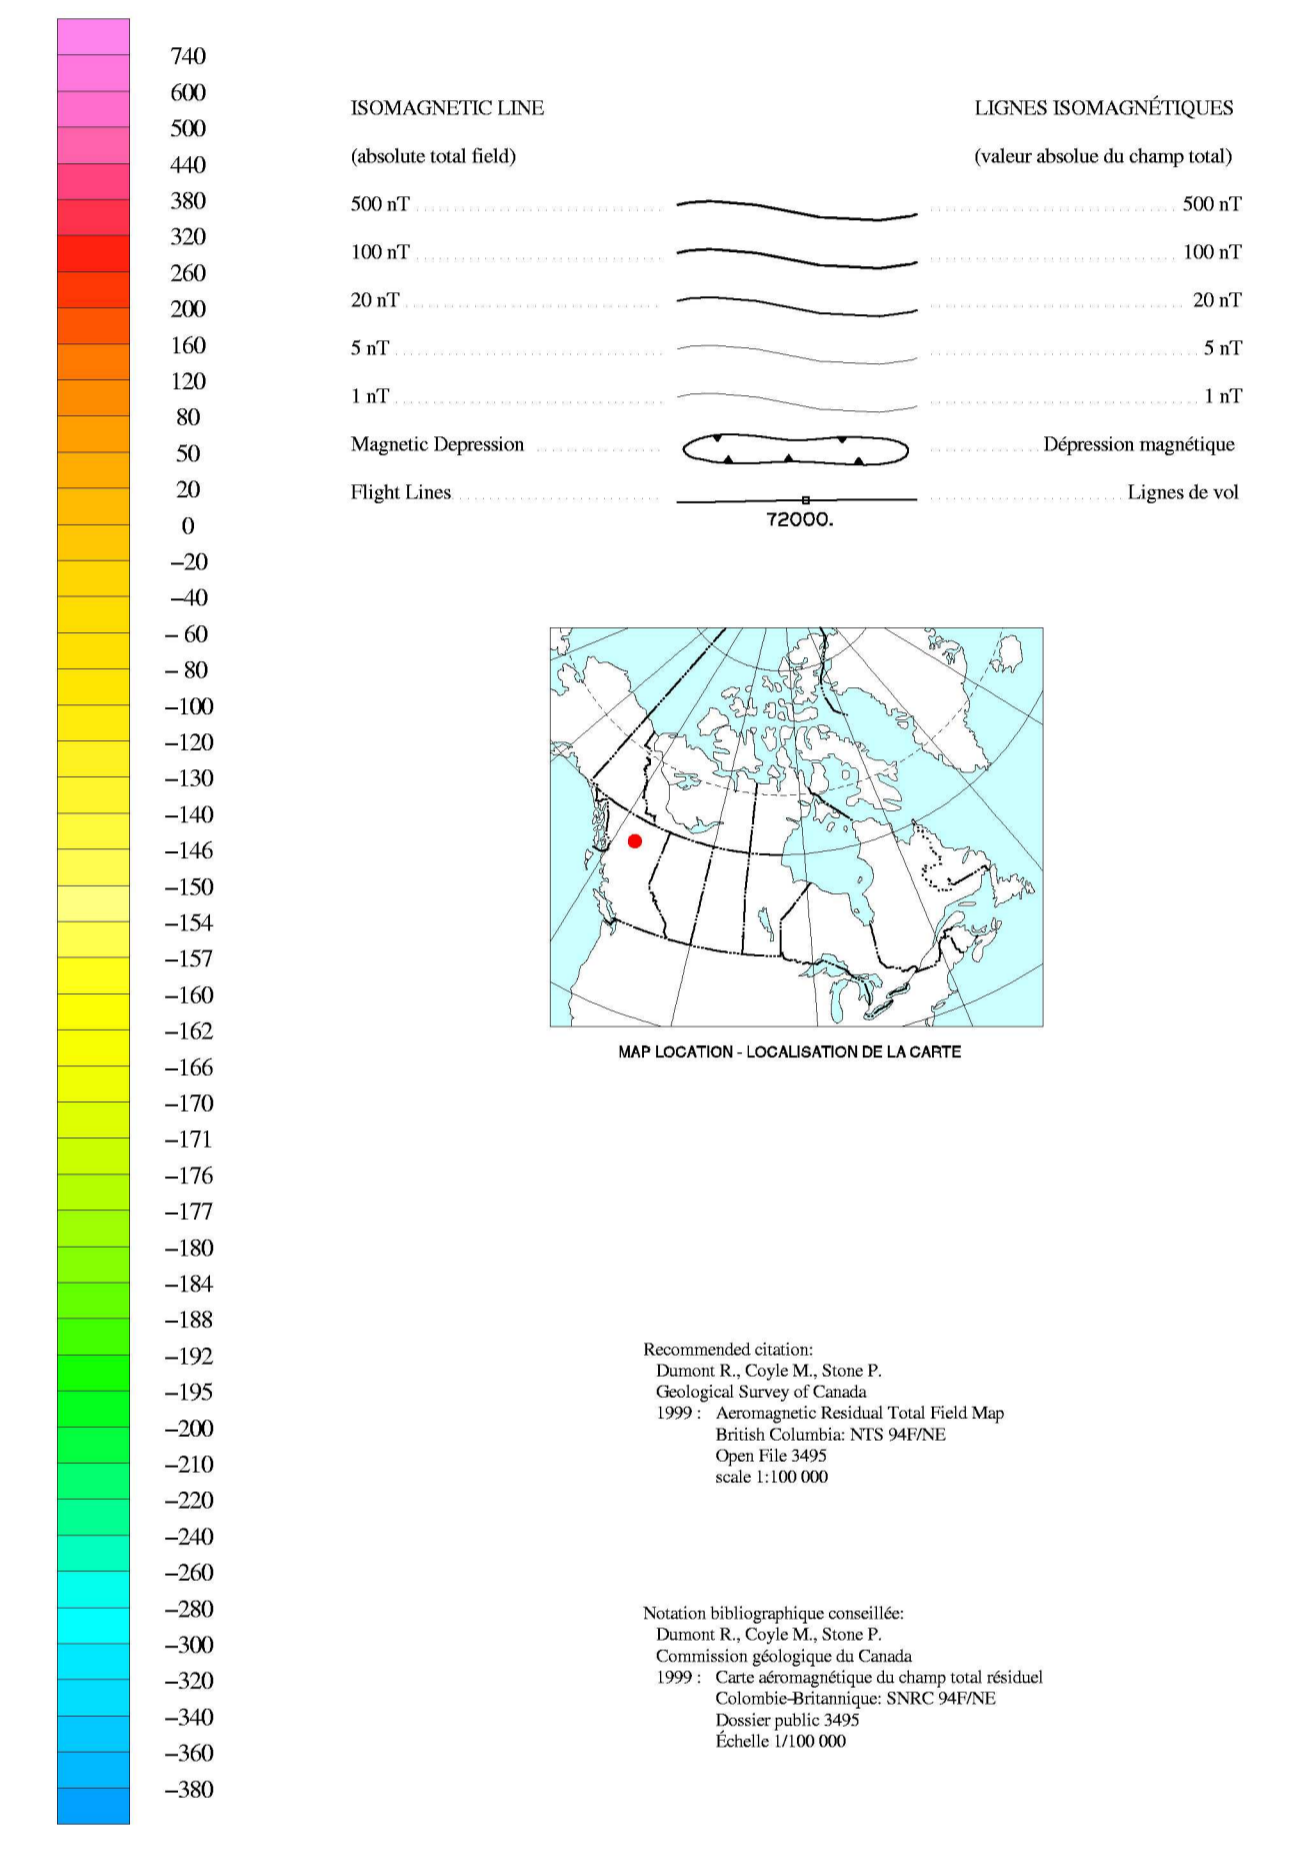 740
600
500
440
380
320
260
200
160
120
80
50
20
0
–20
–40
– 60
– 80
–100
–120
–130
–140
–146
–150
–154
–157
–160
–162
–166
–170
–171
–176
–177
–180
–184
–188
–192
–195
–200
–210
–220
–240
–260
–280
–300
–320
–340
–360
–380
ISOMAGNETIC LINE LIGNES ISOMAGNÉTIQUES
(absolute total field) (valeur absolue du champ total)
500 nT 500 nT
100 nT 100 nT
20 nT 20 nT
5 nT 5 nT
1 nT 1 nT
Magnetic Depression Dépression magnétique
Flight Lines Lignes de vol
72000.
MAP LOCATION - LOCALISATION DE LA CARTE
Recommended citation:
Dumont R., Coyle M., Stone P.
Geological Survey of Canada
1999 : Aeromagnetic Residual Total Field Map
British Columbia: NTS 94F/NE
Open File 3495
scale 1:100 000
Notation bibliographique conseillée:
Dumont R., Coyle M., Stone P.
Commission géologique du Canada
1999 : Carte aéromagnétique du champ total résiduel
Colombie-Britannique: SNRC 94F/NE
Dossier public 3495
Échelle 1/100 000